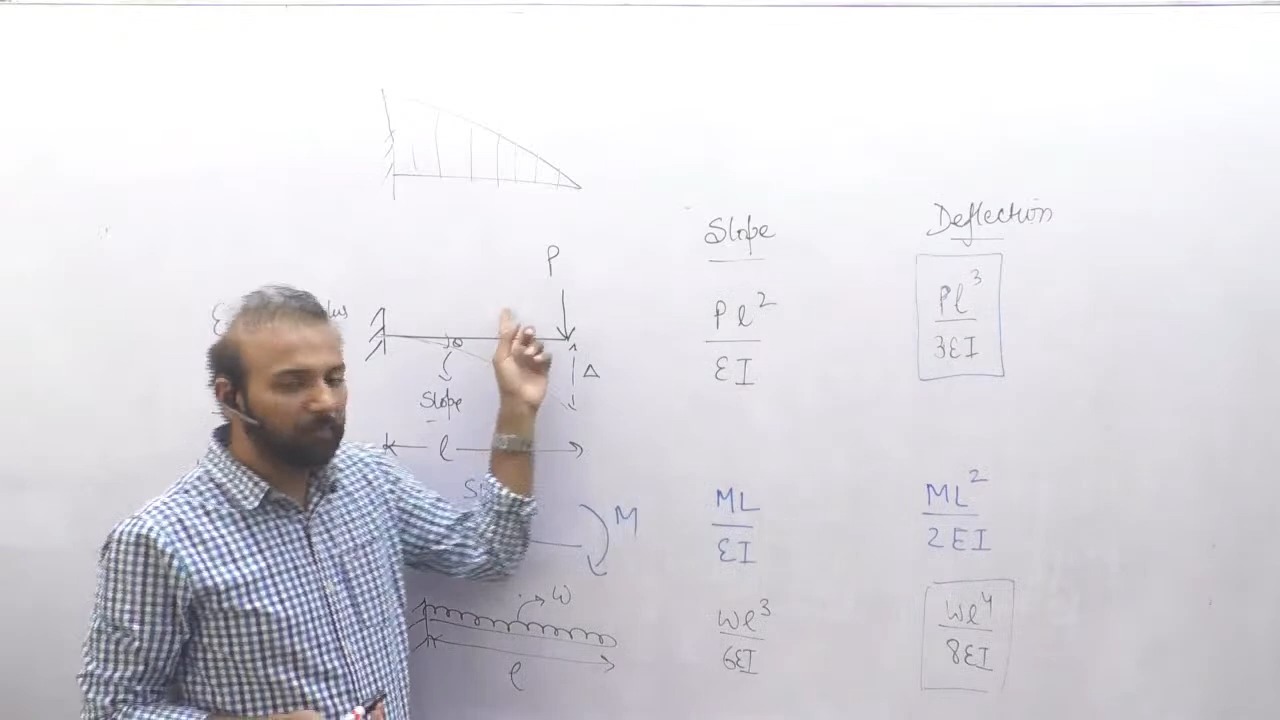 Slope
Deflection
P
Pl²
EI
Pl³
3EI
θ
Δ
Slope
l
M
ML
EI
ML²
2EI
w
l
Wl³
6EI
Wl⁴
8EI